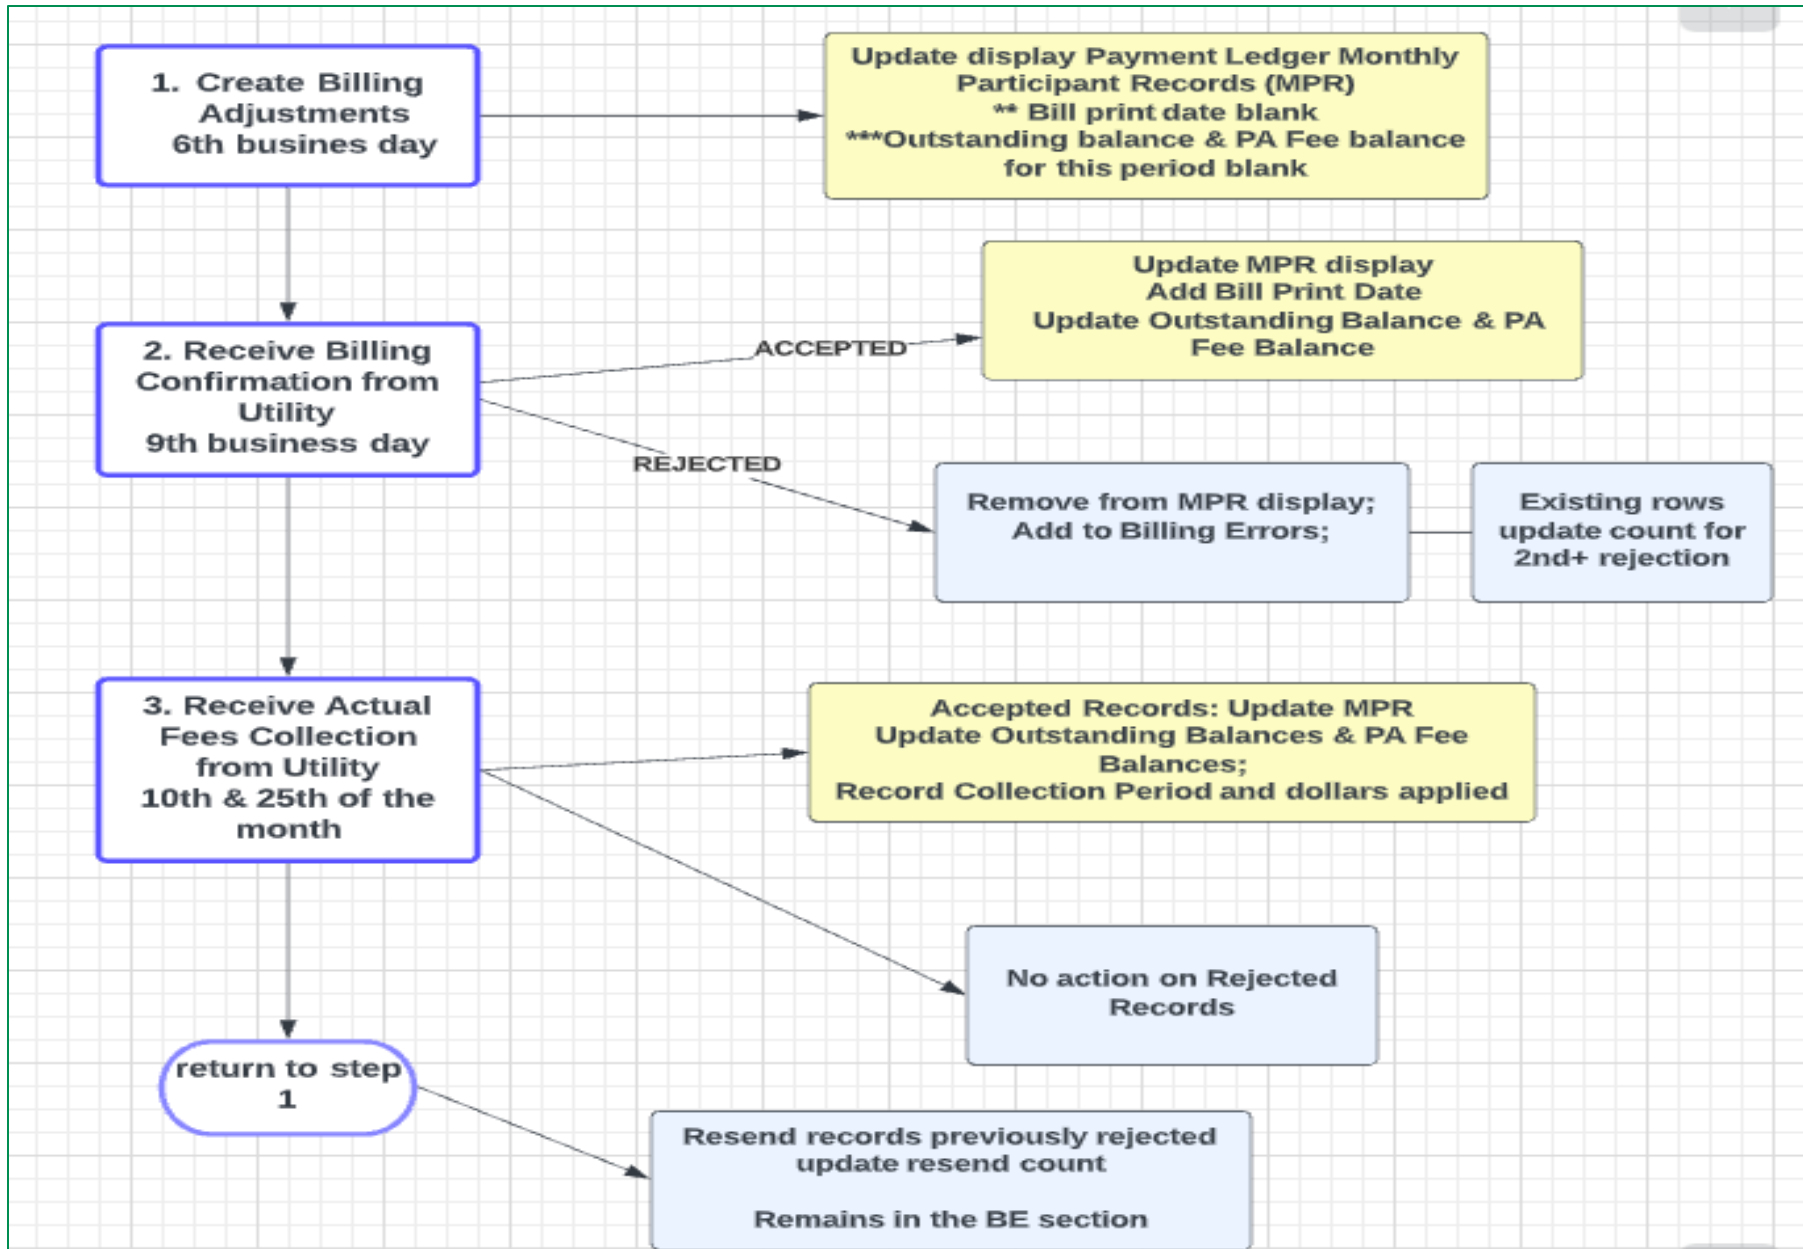 1. Create Billing
Adjustments
6th busines day
Update display Payment Ledger Monthly
Participant Records (MPR)
** Bill print date blank
***Outstanding balance & PA Fee balance
for this period blank
Update MPR display
Add Bill Print Date
Update Outstanding Balance & PA
Fee Balance
2. Receive Billing
Confirmation from
Utility
9th business day
ACCEPTED
REJECTED
Remove from MPR display;
Add to Billing Errors;
Existing rows
update count for
2nd+ rejection
3. Receive Actual
Fees Collection
from Utility
10th & 25th of the
month
Accepted Records: Update MPR
Update Outstanding Balances & PA Fee
Balances;
Record Collection Period and dollars applied
No action on Rejected
Records
return to step
1
Resend records previously rejected
update resend count
Remains in the BE section